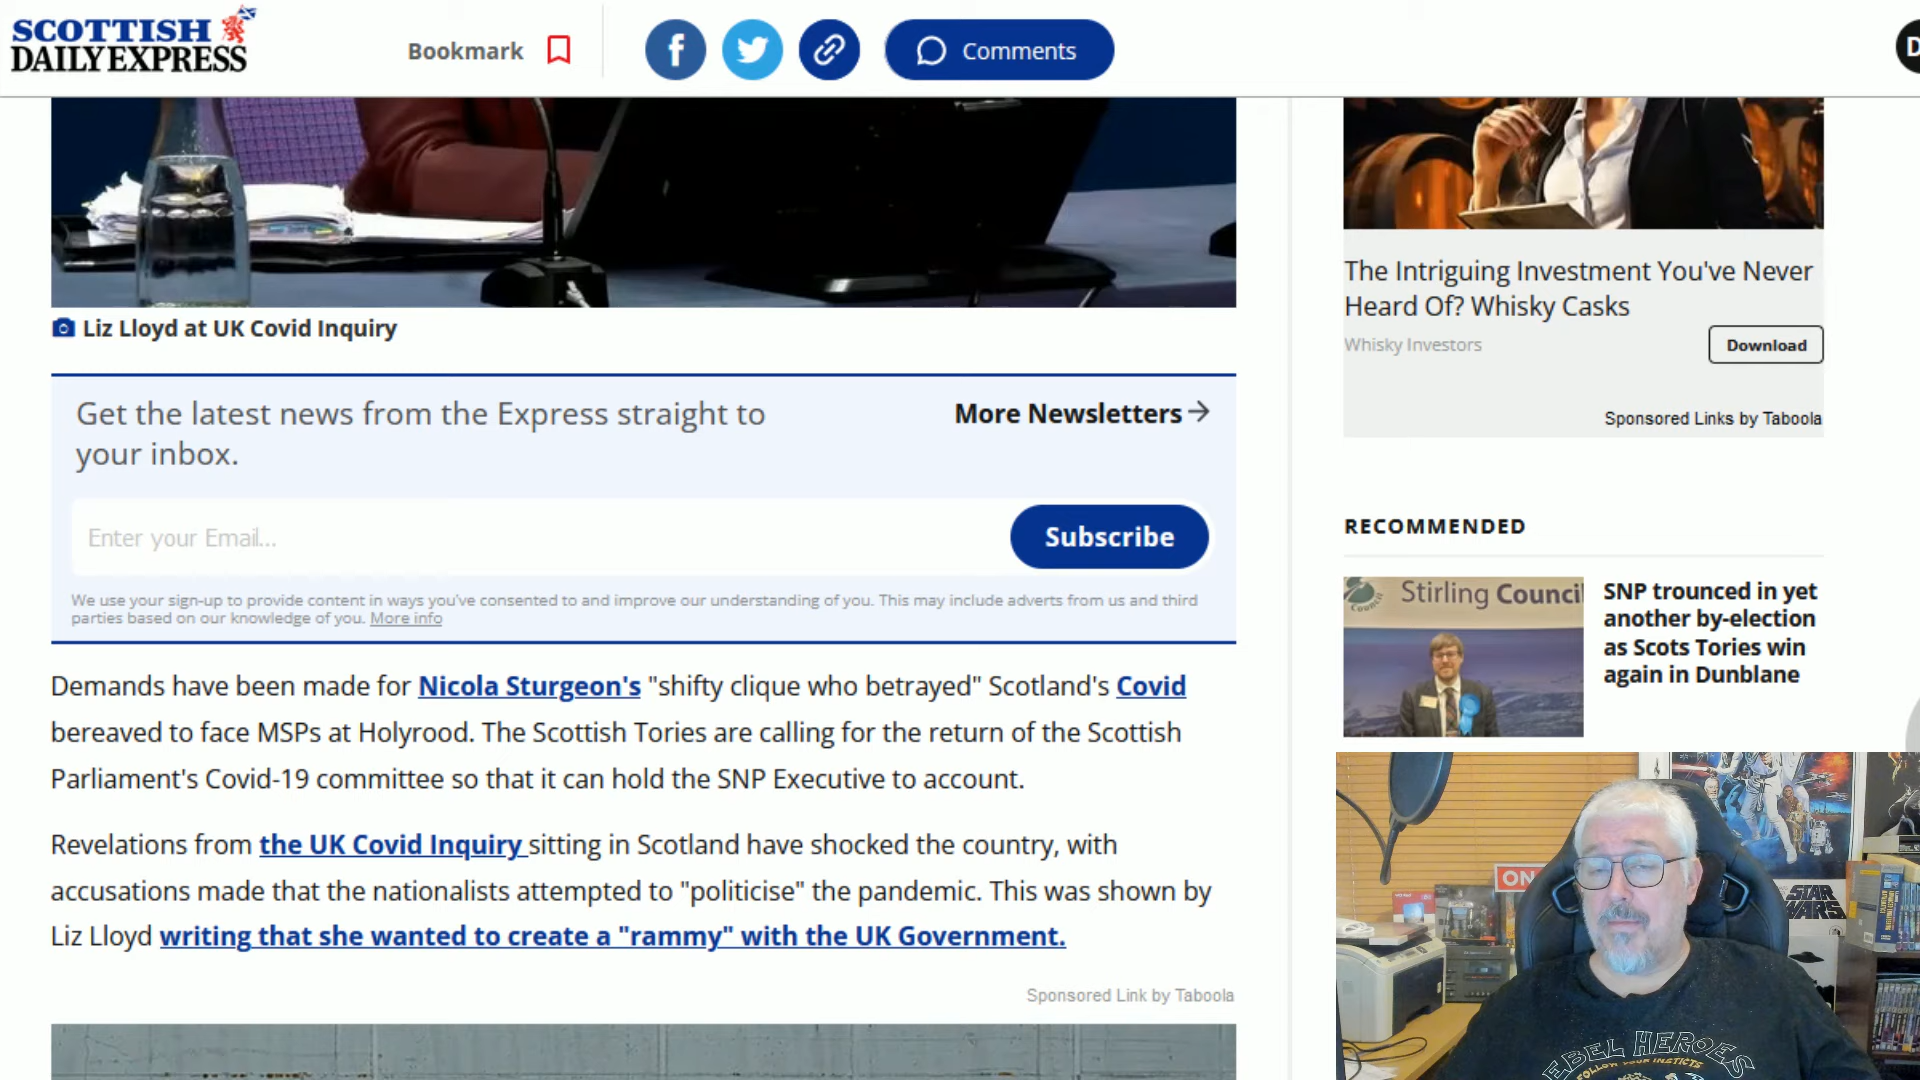 SCOTTISH
DAILY EXPRESS
Bookmark
Comments
D
Liz Lloyd at UK Covid Inquiry
Get the latest news from the Express straight to
your inbox.
More Newsletters
Enter your Email...
Subscribe
We use your sign-up to provide content in ways you've consented to and improve our understanding of you. This may include adverts from us and third
parties based on our knowledge of you. More info
Demands have been made for Nicola Sturgeon's "shifty clique who betrayed" Scotland's Covid
bereaved to face MSPs at Holyrood. The Scottish Tories are calling for the return of the Scottish
Parliament's Covid-19 committee so that it can hold the SNP Executive to account.
Revelations from the UK Covid Inquiry sitting in Scotland have shocked the country, with
accusations made that the nationalists attempted to "politicise" the pandemic. This was shown by
Liz Lloyd writing that she wanted to create a "rammy" with the UK Government.
Sponsored Link by Taboola
The Intriguing Investment You've Never
Heard Of? Whisky Casks
Whisky Investors
Download
Sponsored Links by Taboola
RECOMMENDED
Stirling Council
SNP trounced in yet
another by-election
as Scots Tories win
again in Dunblane
ON
STAR
WARS
EBEL HEROES
FOLLOW YOUR INSTICTS